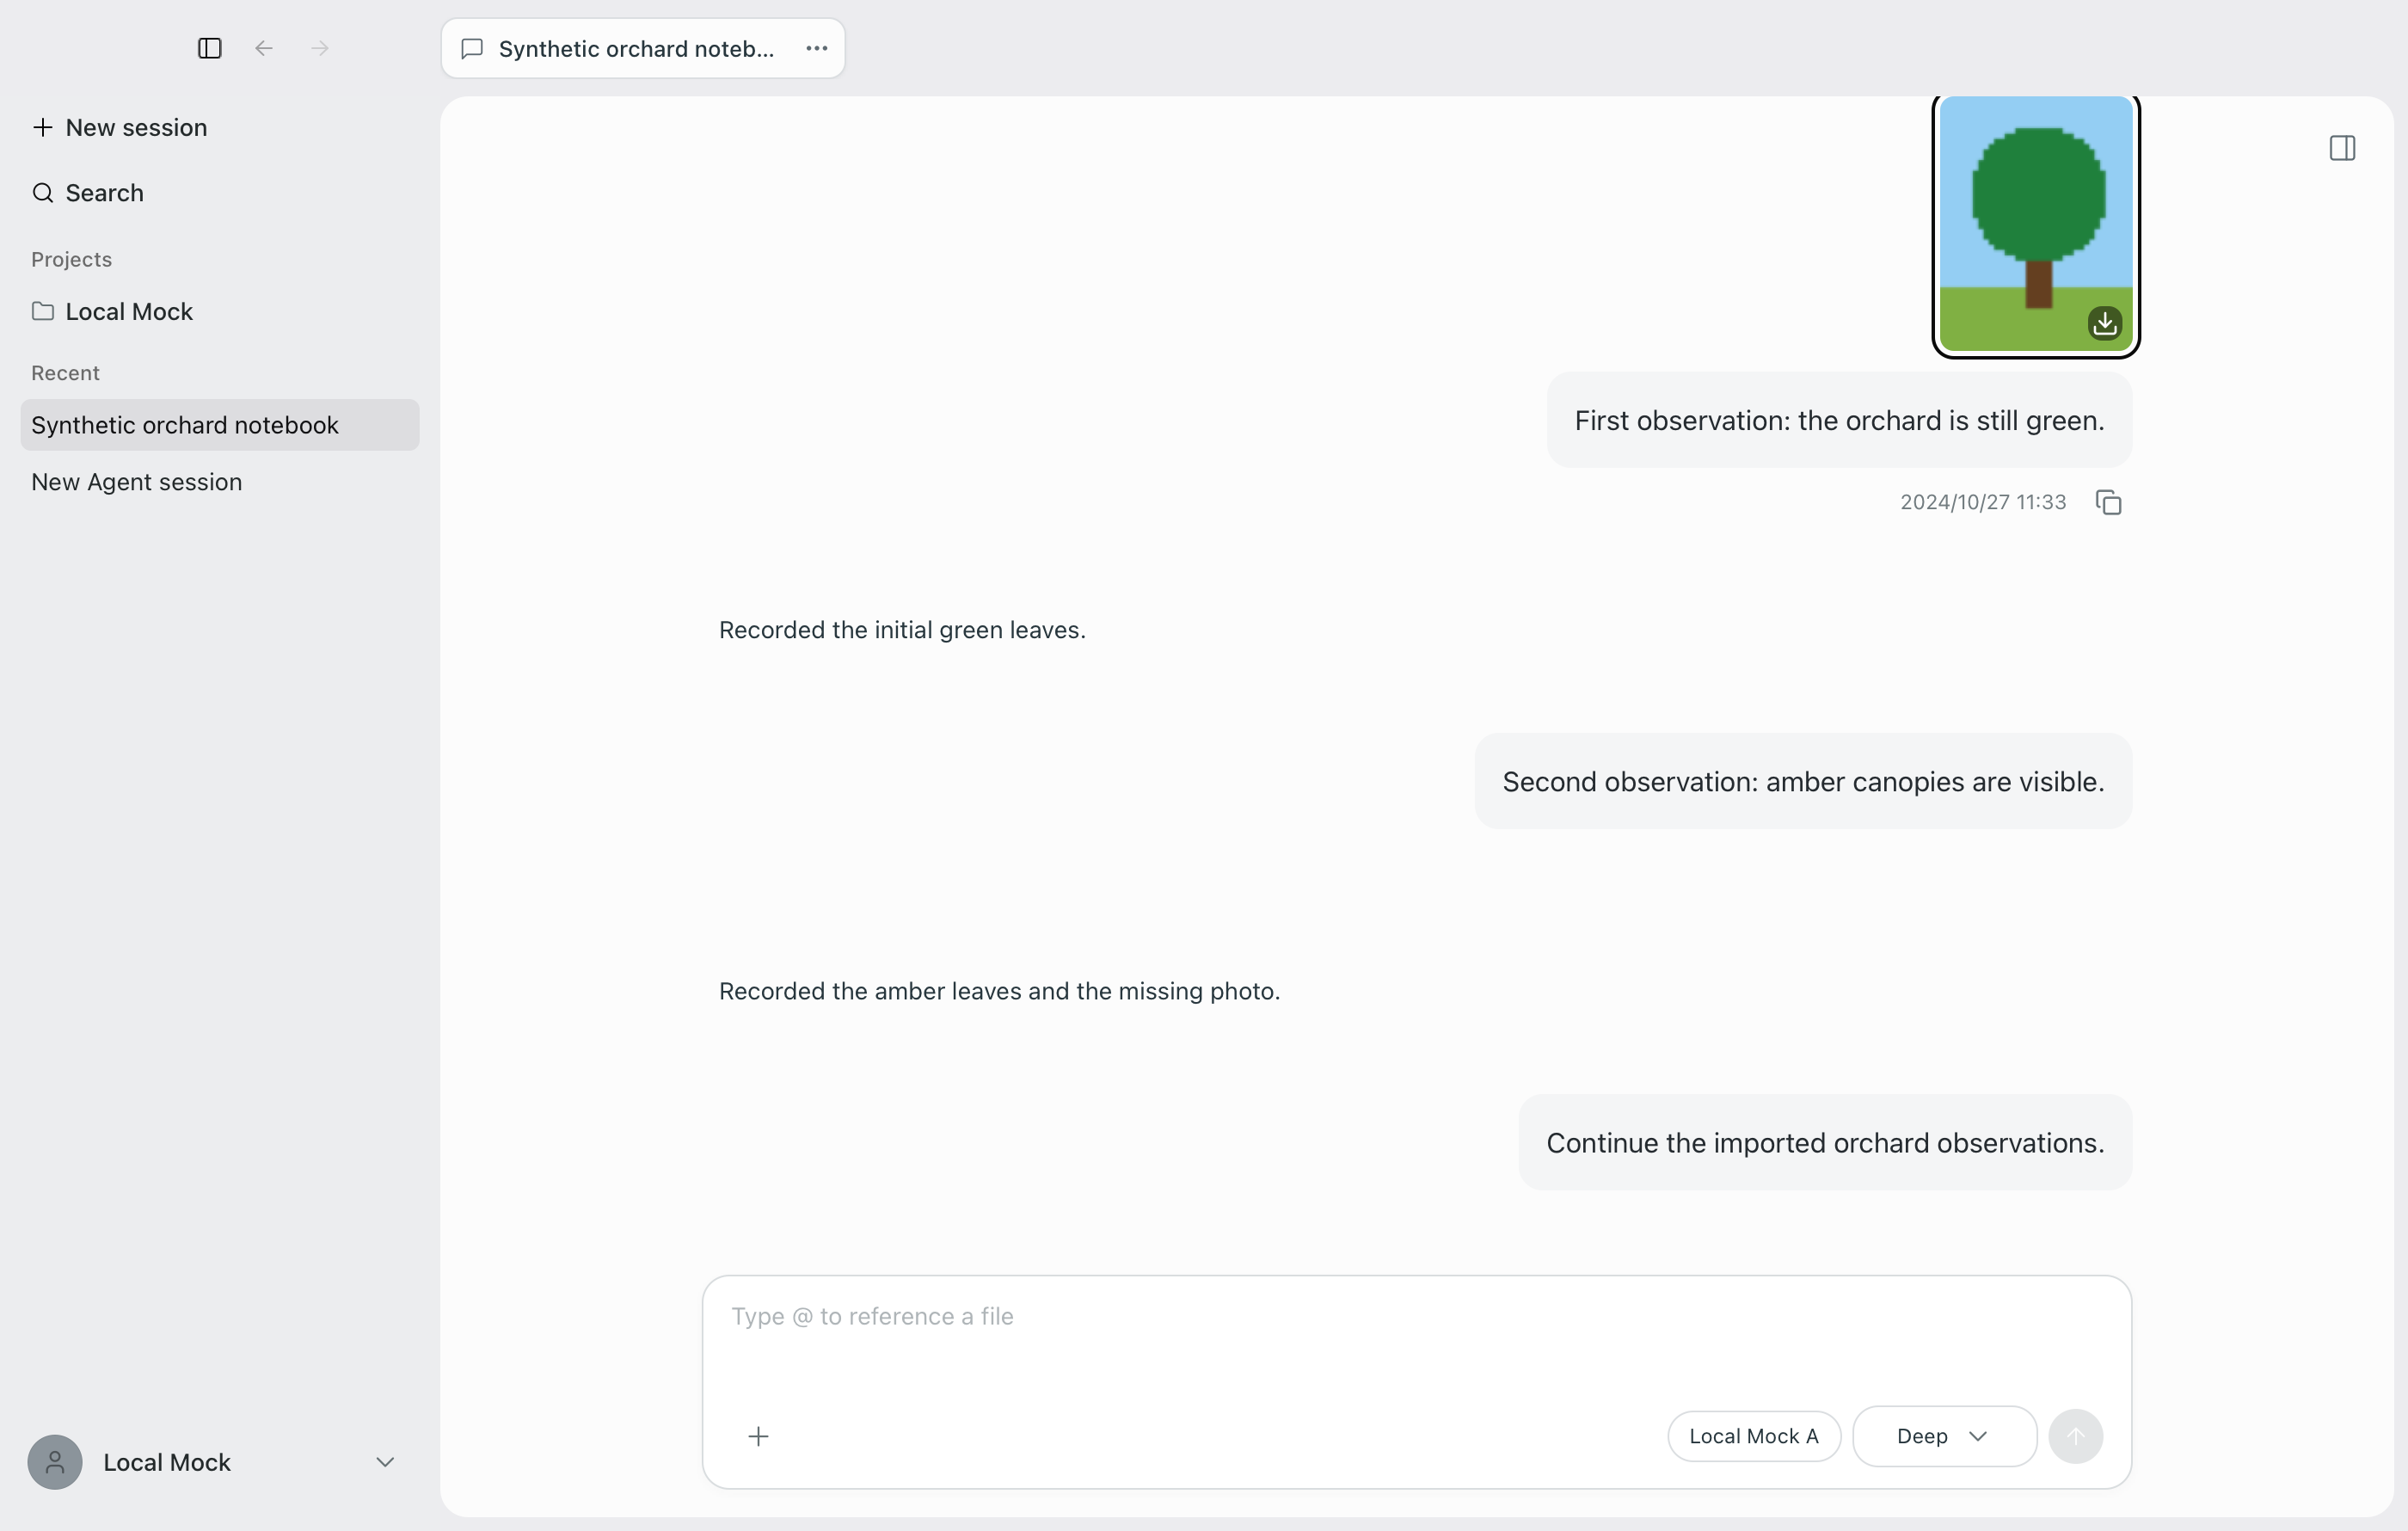 Synthetic orchard noteb...
New session
Search
Projects
Local Mock
Recent
Synthetic orchard notebook
New Agent session
First observation: the orchard is still green.
2024/10/27 11:33
Recorded the initial green leaves.
Second observation: amber canopies are visible.
Recorded the amber leaves and the missing photo.
Continue the imported orchard observations.
Type @ to reference a file
Local Mock A
Deep
Local Mock